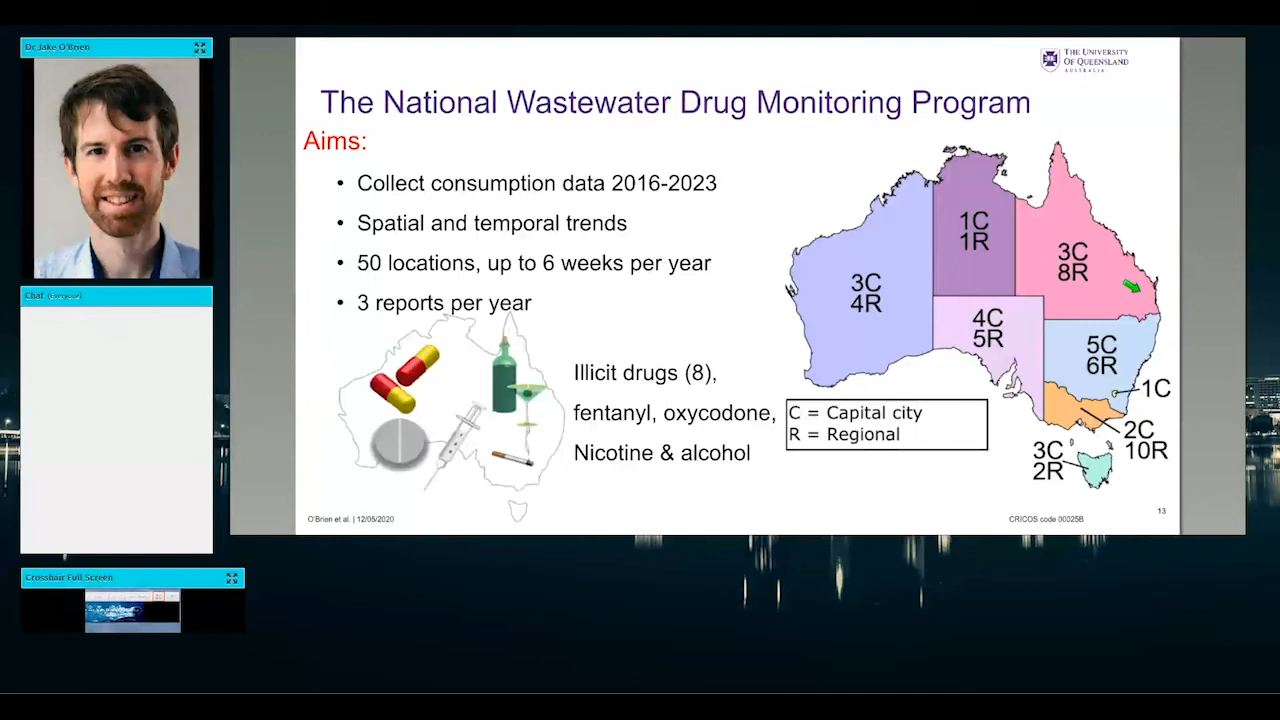 Dr Jake O'Brien
Chat (Everyone)
Crosshair Full Screen
THE UNIVERSITY
OF QUEENSLAND
AUSTRALIA
The National Wastewater Drug Monitoring Program
Aims:
• Collect consumption data 2016-2023
• Spatial and temporal trends
• 50 locations, up to 6 weeks per year
• 3 reports per year
Illicit drugs (8),
fentanyl, oxycodone,
Nicotine & alcohol
3C
4R
1C
1R
3C
8R
4C
5R
5C
6R
1C
2C
10R
3C
2R
C = Capital city
R = Regional
O'Brien et al. | 12/05/2020
CRICOS code 00025B
13